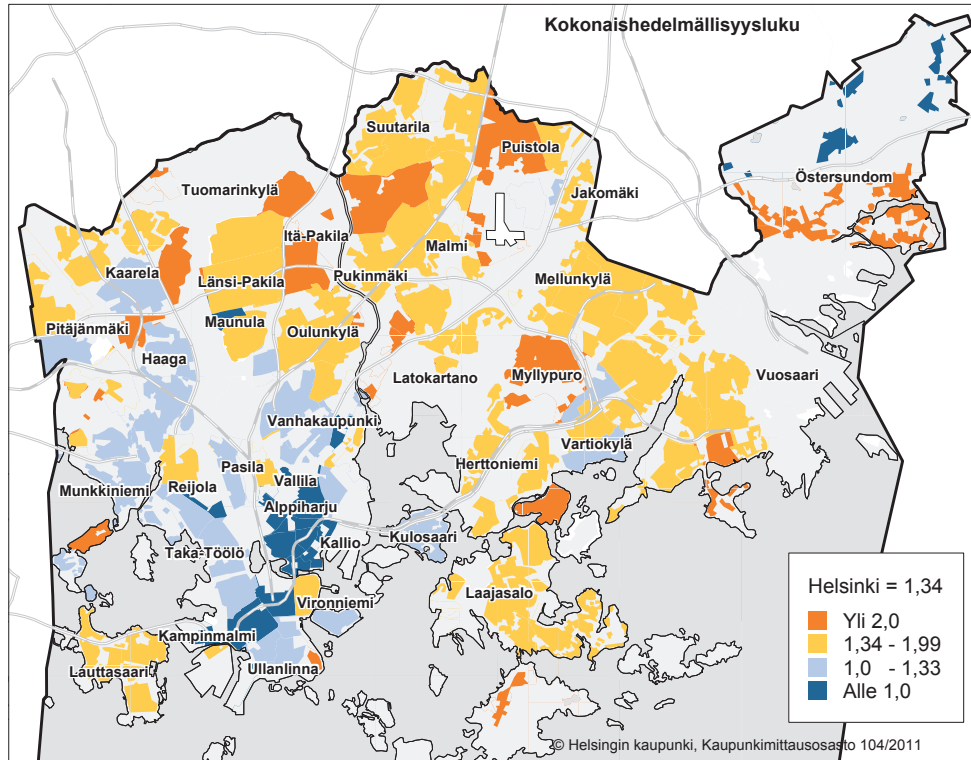 Kokonaishedelmällisyysluku
Suutarila
Puistola
Östersundom
Tuomarinkylä
Jakomäki
Itä-Pakila
Malmi
Kaarela
Länsi-Pakila
Pukinmäki
Mellunkylä
Maunula
Pitäjänmäki
Oulunkylä
Haaga
Latokartano
Myllypuro
Vuosaari
Vanhakaupunki
Vartiokylä
Pasila
Herttoniemi
Vallila
Munkkiniemi
Reijola
Alppiharju
Kulosaari
Kallio
Taka-Töölö
Laajasalo
Vironniemi
Kampinmalmi
Lauttasaari
Ullanlinna
Helsinki = 1,34
Yli 2,0
1,34 - 1,99
1,0 - 1,33
Alle 1,0
© Helsingin kaupunki, Kaupunkimittausosasto 104/2011